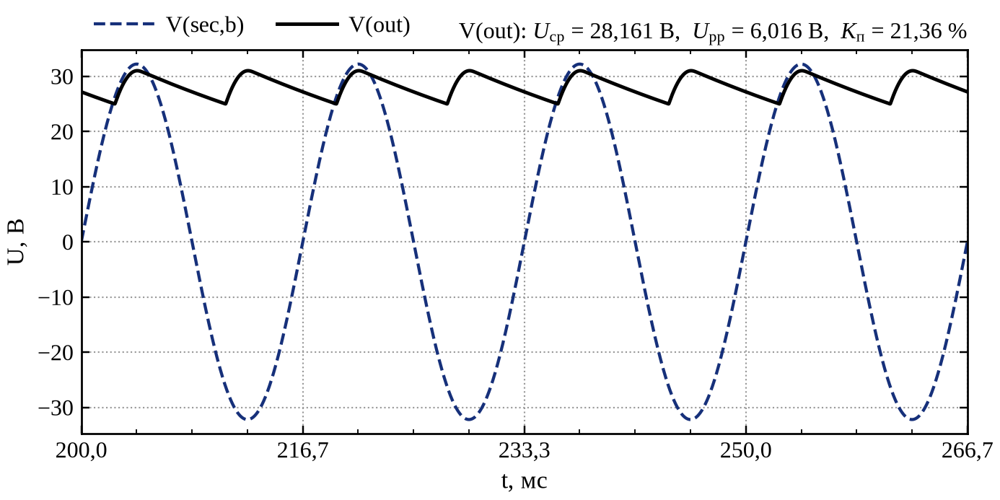 V(sec,b) V(out) V(out): Uср = 28,161 В, Uрр = 6,016 В, Kп = 21,36 %
30
20
10
0
−10
−20
−30
U, В
200,0 216,7 233,3 250,0 266,7
t, мс